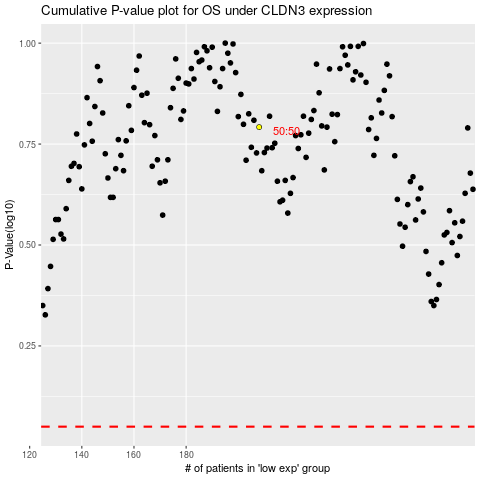 Cumulative P-value plot for OS under CLDN3 expression
P-Value(log10)
1.00
0.75
0.50
0.25
50:50
120 140 160 180
# of patients in 'low exp' group